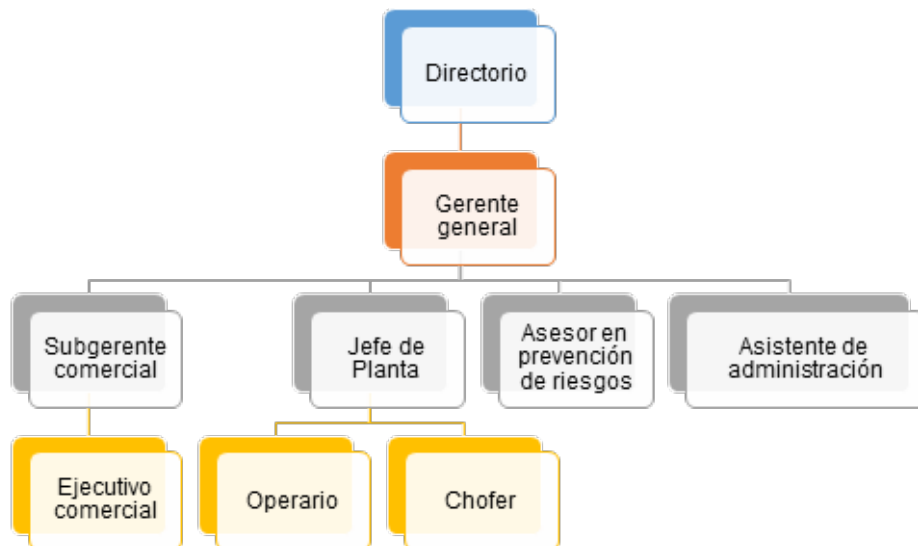 Directorio
Gerente
general
Subgerente
comercial
Jefe de
Planta
Asesor en
prevención
de riesgos
Asistente de
administración
Ejecutivo
comercial
Operario
Chofer